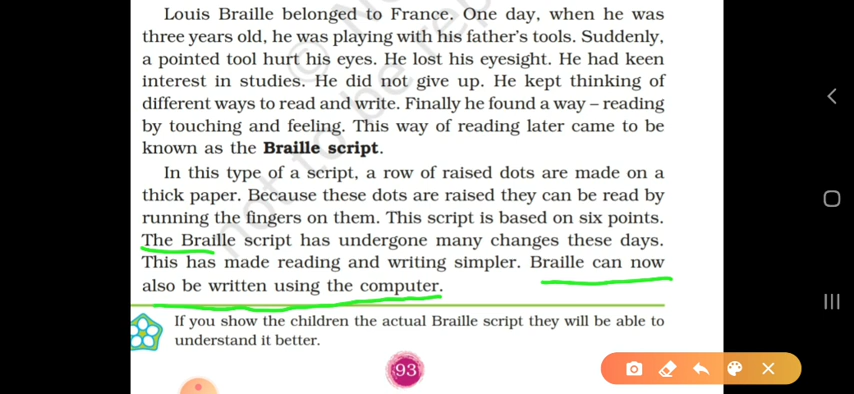 Louis Braille belonged to France. One day, when he was
three years old, he was playing with his father's tools. Suddenly,
a pointed tool hurt his eyes. He lost his eyesight. He had keen
interest in studies. He did not give up. He kept thinking of
different ways to read and write. Finally he found a way – reading
by touching and feeling. This way of reading later came to be
known as the Braille script.
In this type of a script, a row of raised dots are made on a
thick paper. Because these dots are raised they can be read by
running the fingers on them. This script is based on six points.
The Braille script has undergone many changes these days.
This has made reading and writing simpler. Braille can now
also be written using the computer.
If you show the children the actual Braille script they will be able to
understand it better.
93